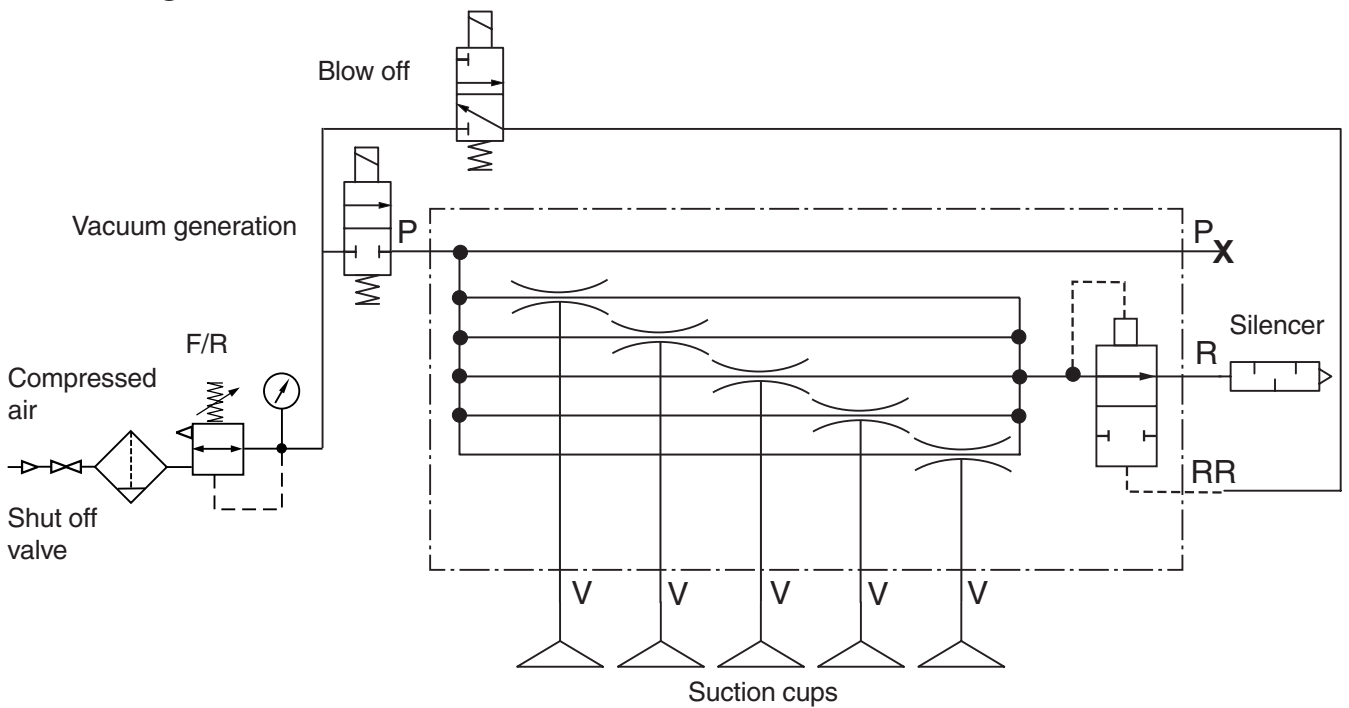 Blow off
Vacuum generation
P
P
X
F/R
Silencer
R
Compressed
air
RR
Shut off
valve
V
V
V
V
V
Suction cups